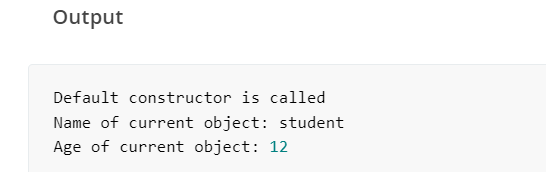 Output
Default constructor is called
Name of current object: student
Age of current object: 12